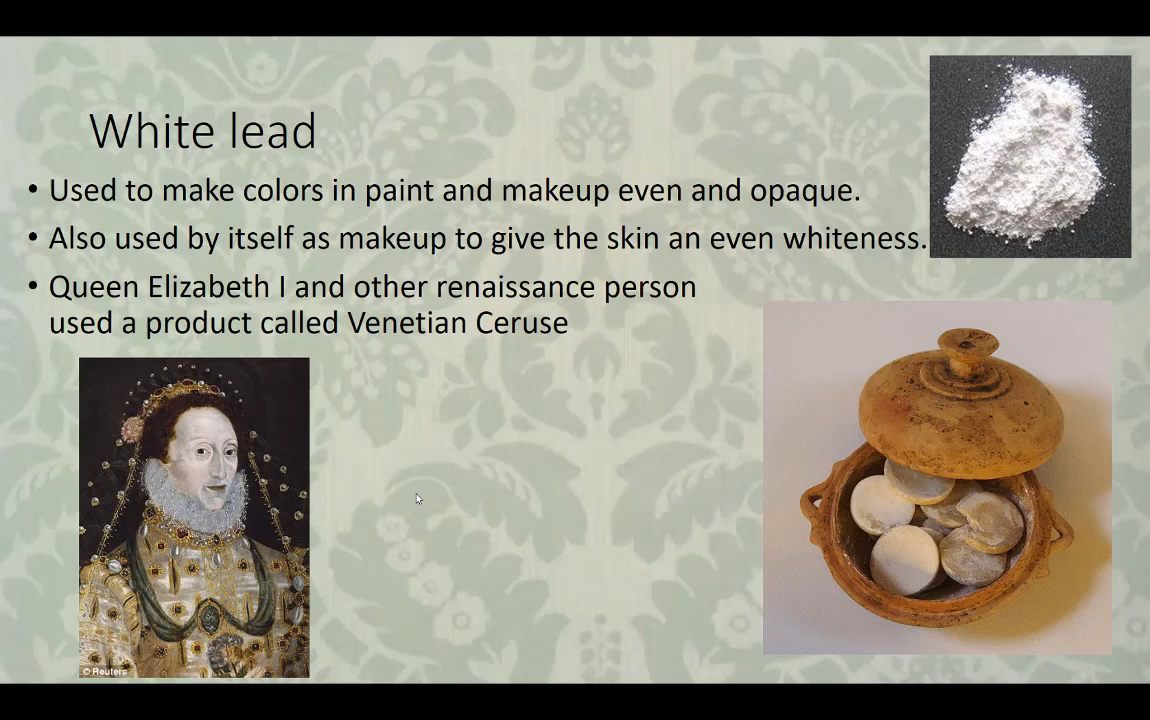 White lead
• Used to make colors in paint and makeup even and opaque.
• Also used by itself as makeup to give the skin an even whiteness.
• Queen Elizabeth I and other renaissance person
used a product called Venetian Ceruse
© Reuters